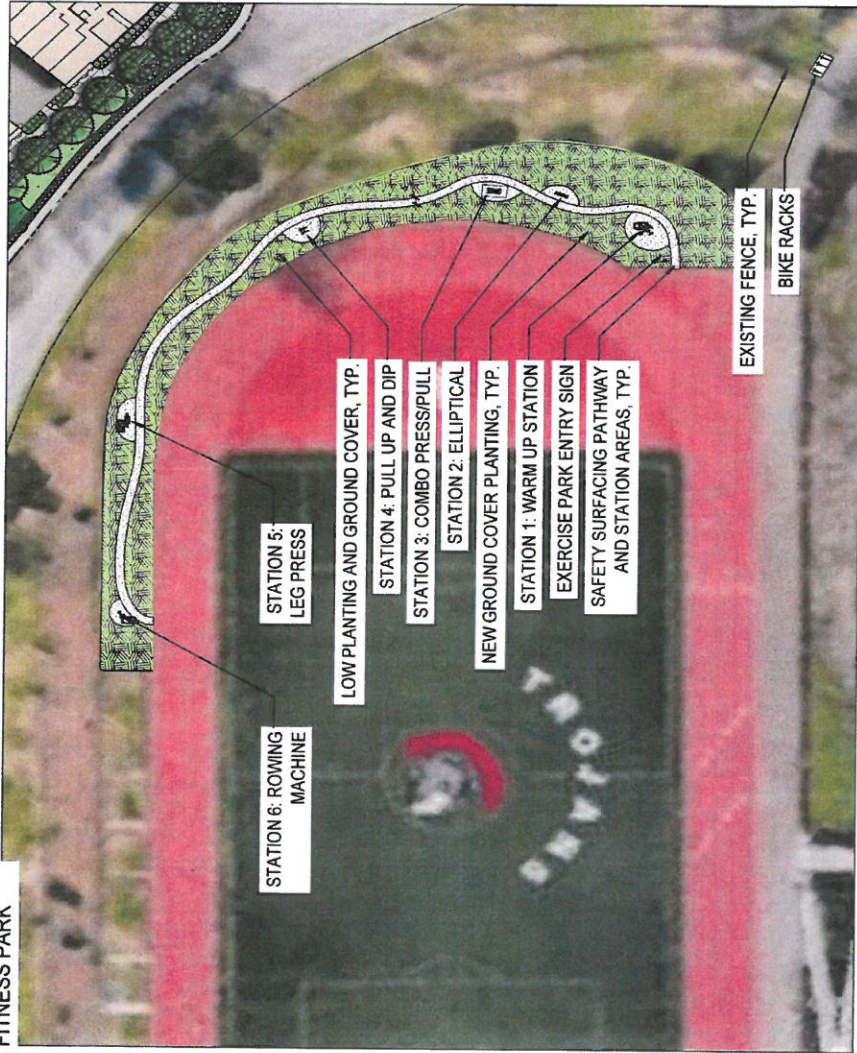 FITNESS PARK
STATION 5:
LEG PRESS
LOW PLANTING AND GROUND COVER, TYP.
STATION 4: PULL UP AND DIP
STATION 3: COMBO PRESS/PULL
STATION 2: ELLIPTICAL
NEW GROUND COVER PLANTING, TYP.
STATION 1: WARM UP STATION
EXERCISE PARK ENTRY SIGN
SAFETY SURFACING PATHWAY
AND STATION AREAS, TYP.
STATION 6: ROWING
MACHINE
EXISTING FENCE, TYP.
BIKE RACKS
TROJANS